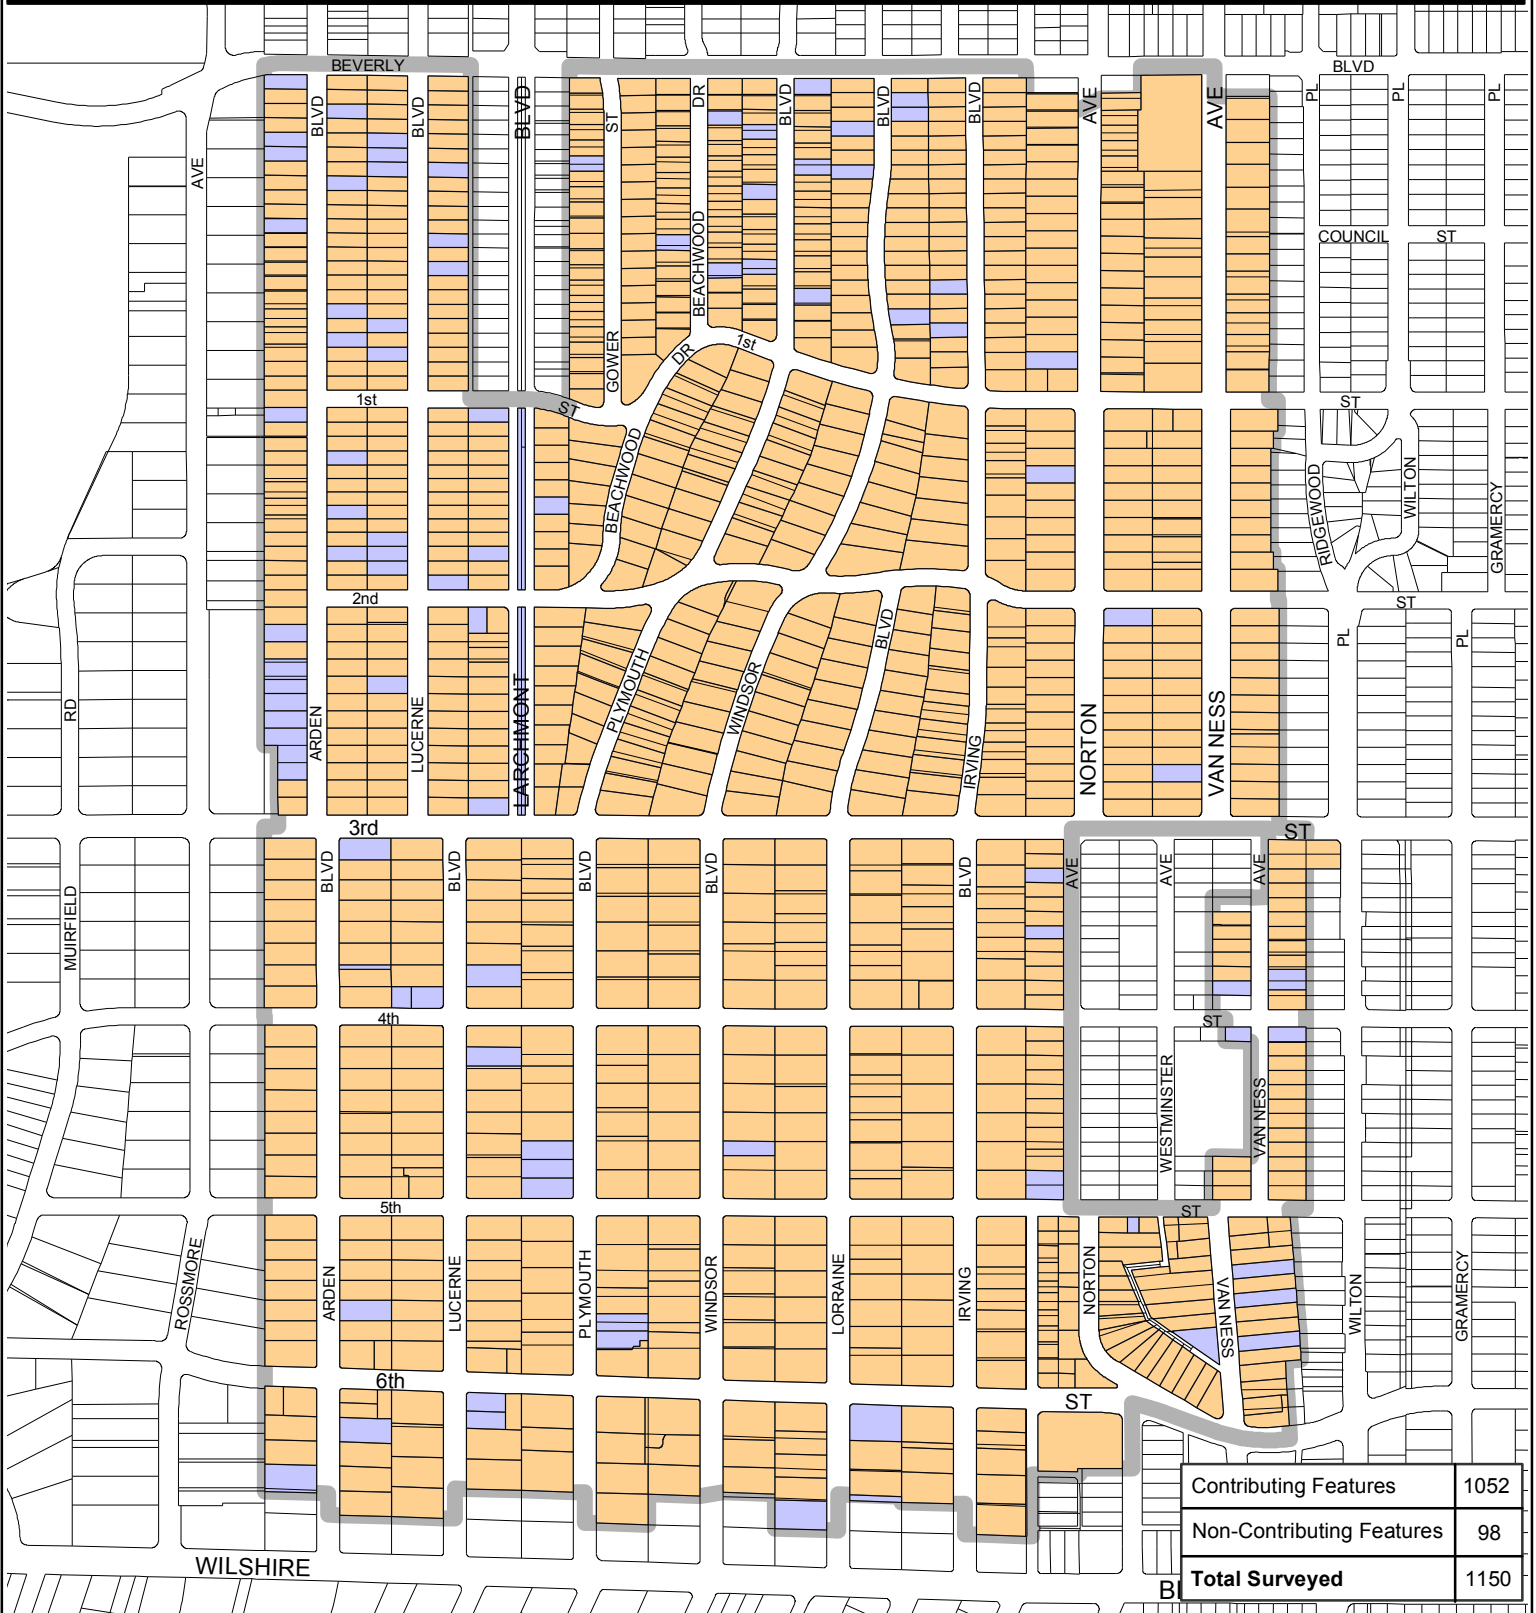 BEVERLY
BLVD
BLVD
BLVD
BLVD
ST
DR
BLVD
BLVD
BLVD
AVE
AVE
PL
PL
PL
AVE
BEACHWOOD
COUNCIL
ST
GOWER
DR
1st
1st
ST
ST
BEACHWOOD
RIDGEWOOD
WILTON
GRAMERCY
2nd
ST
RD
ARDEN
LUCERNE
LARCHMONT
PLYMOUTH
WINDSOR
BLVD
IRVING
NORTON
VAN NESS
PL
PL
3rd
ST
MUIRFIELD
BLVD
BLVD
BLVD
BLVD
BLVD
AVE
AVE
AVE
4th
ST
WESTMINSTER
VAN NESS
5th
ST
ROSSMORE
ARDEN
LUCERNE
PLYMOUTH
WINDSOR
LORRAINE
IRVING
NORTON
VAN NESS
WILTON
GRAMERCY
6th
ST
WILSHIRE
Contributing Features 1052
Non-Contributing Features 98
Total Surveyed 1150